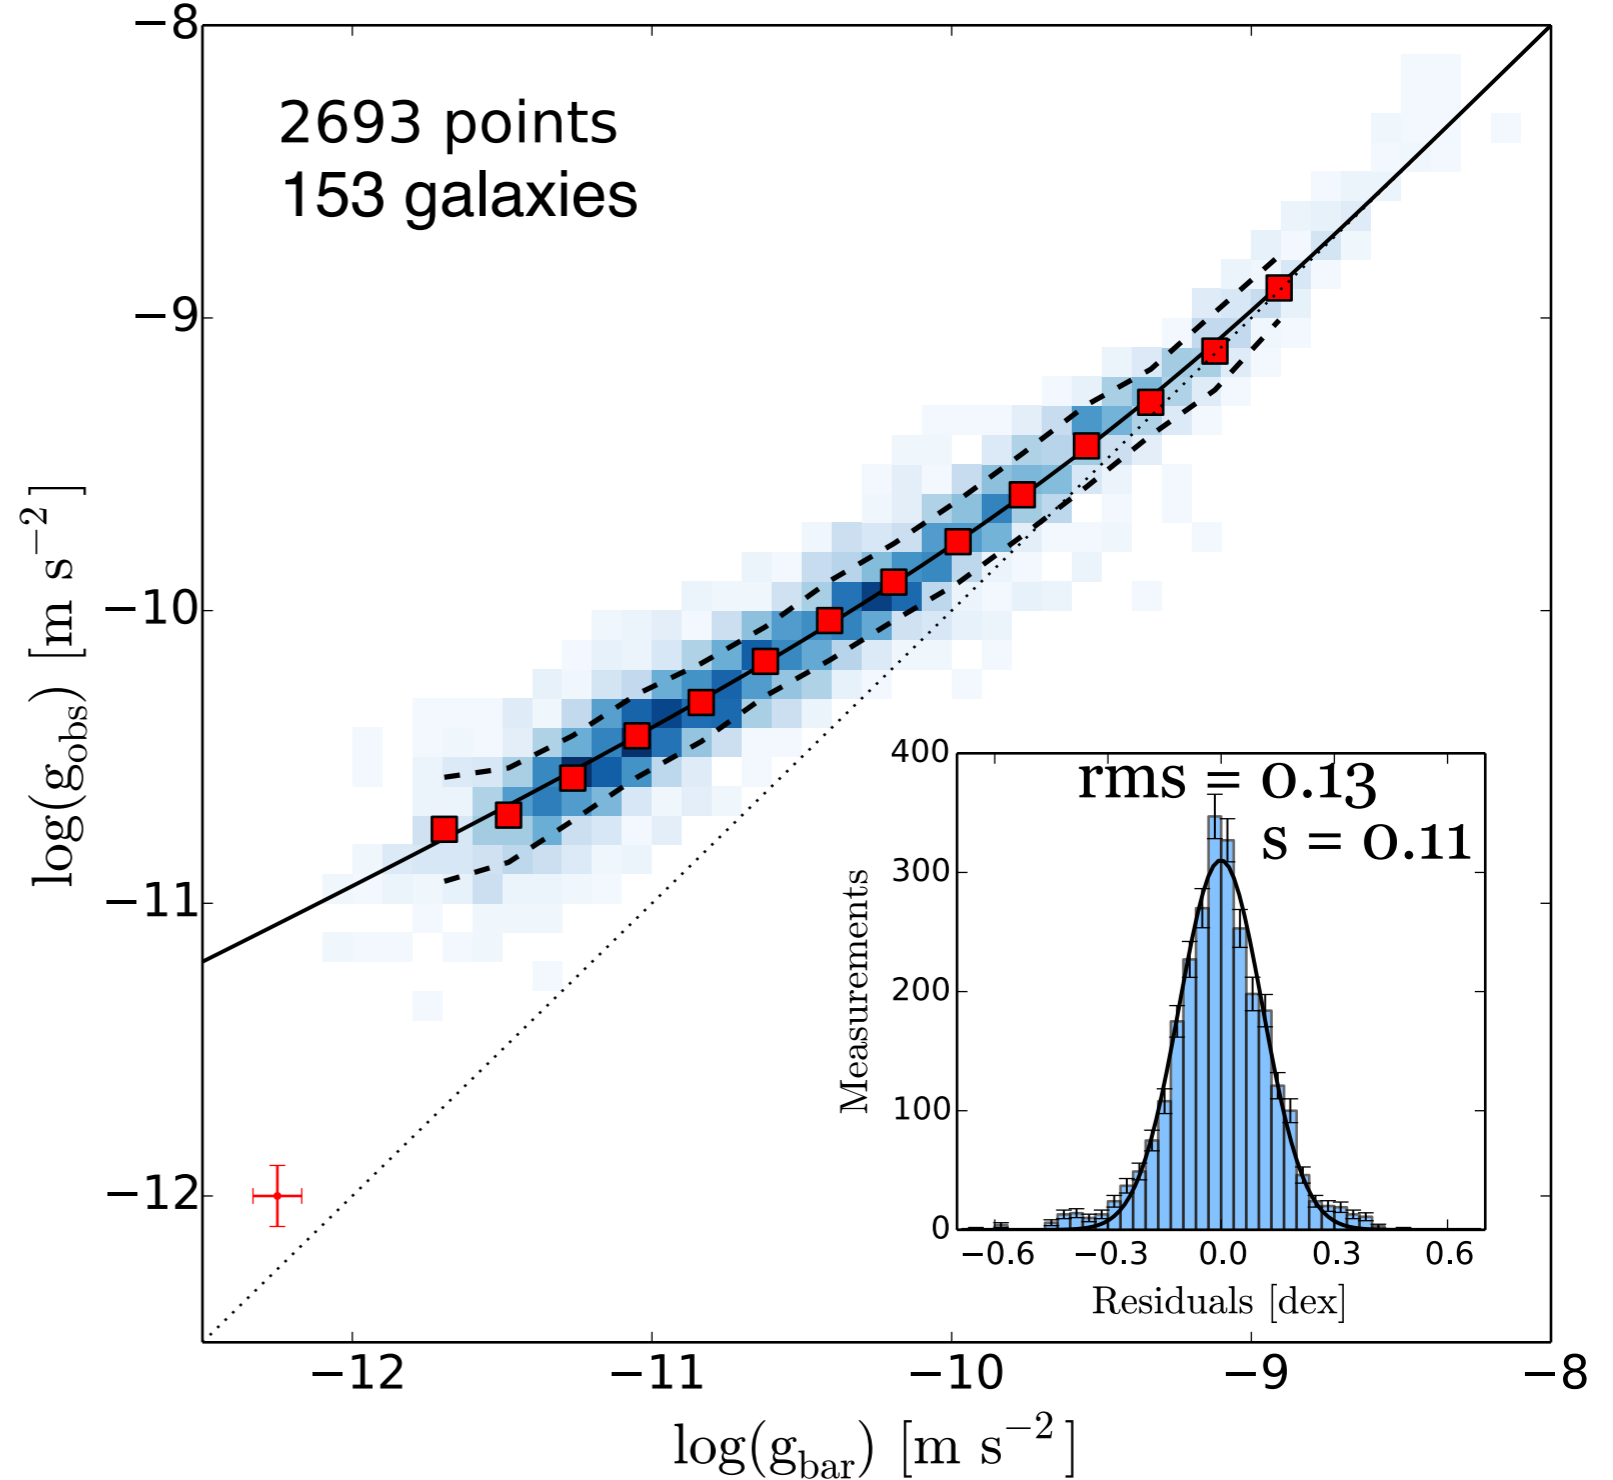 2693 points
153 galaxies
−8
−9
−10
−11
−12
log(g_obs) [m s⁻²]
−12 −11 −10 −9 −8
log(g_bar) [m s⁻²]
rms = 0.13
s = 0.11
400
300
200
100
0
Measurements
−0.6 −0.3 0.0 0.3 0.6
Residuals [dex]